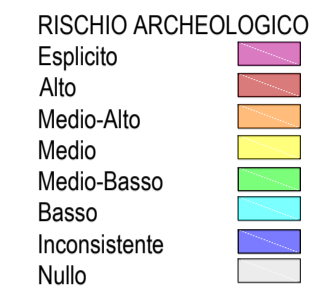 RISCHIO ARCHEOLOGICO
Esplicito
Alto
Medio-Alto
Medio
Medio-Basso
Basso
Inconsistente
Nullo